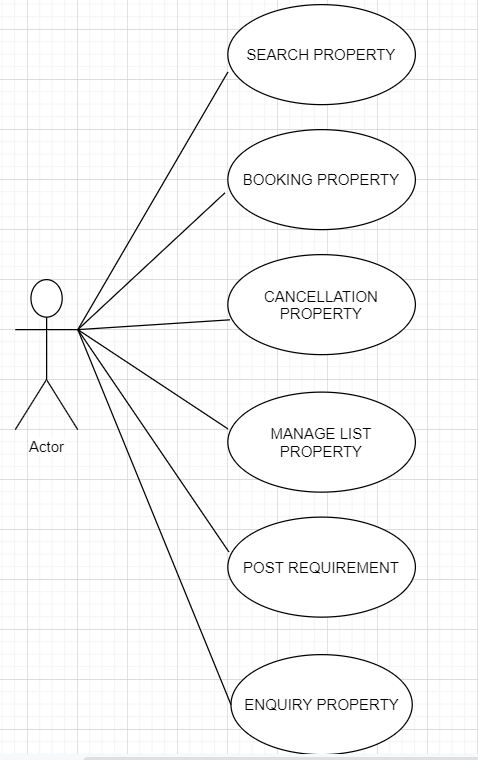 SEARCH PROPERTY
BOOKING PROPERTY
CANCELLATION
PROPERTY
Actor
MANAGE LIST
PROPERTY
POST REQUIREMENT
ENQUIRY PROPERTY